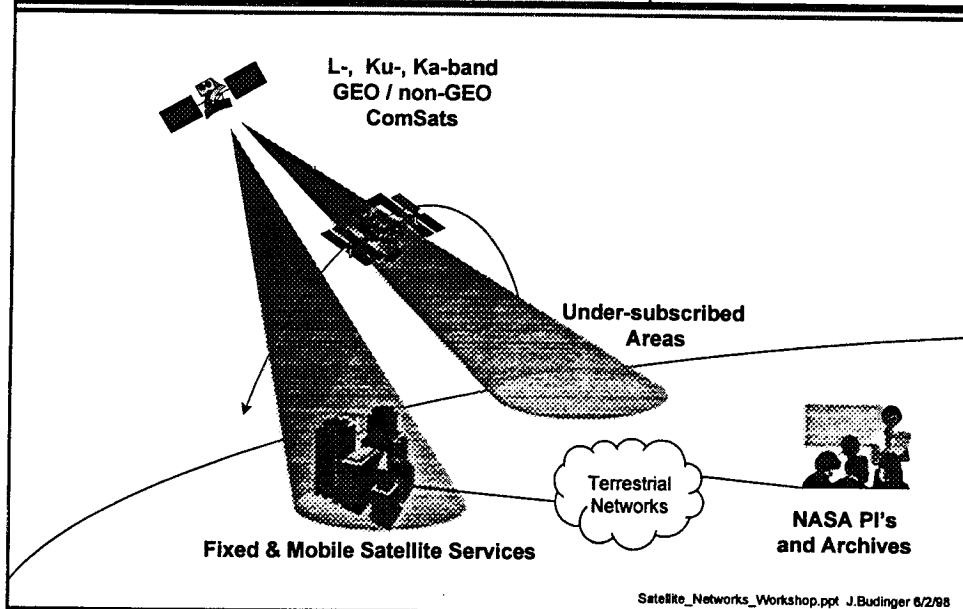 L-, Ku-, Ka-band
GEO / non-GEO
ComSats
Under-subscribed
Areas
Terrestrial
Networks
NASA PI's
and Archives
Fixed & Mobile Satellite Services
Satellite_Networks_Workshop.ppt J.Budinger 6/2/98